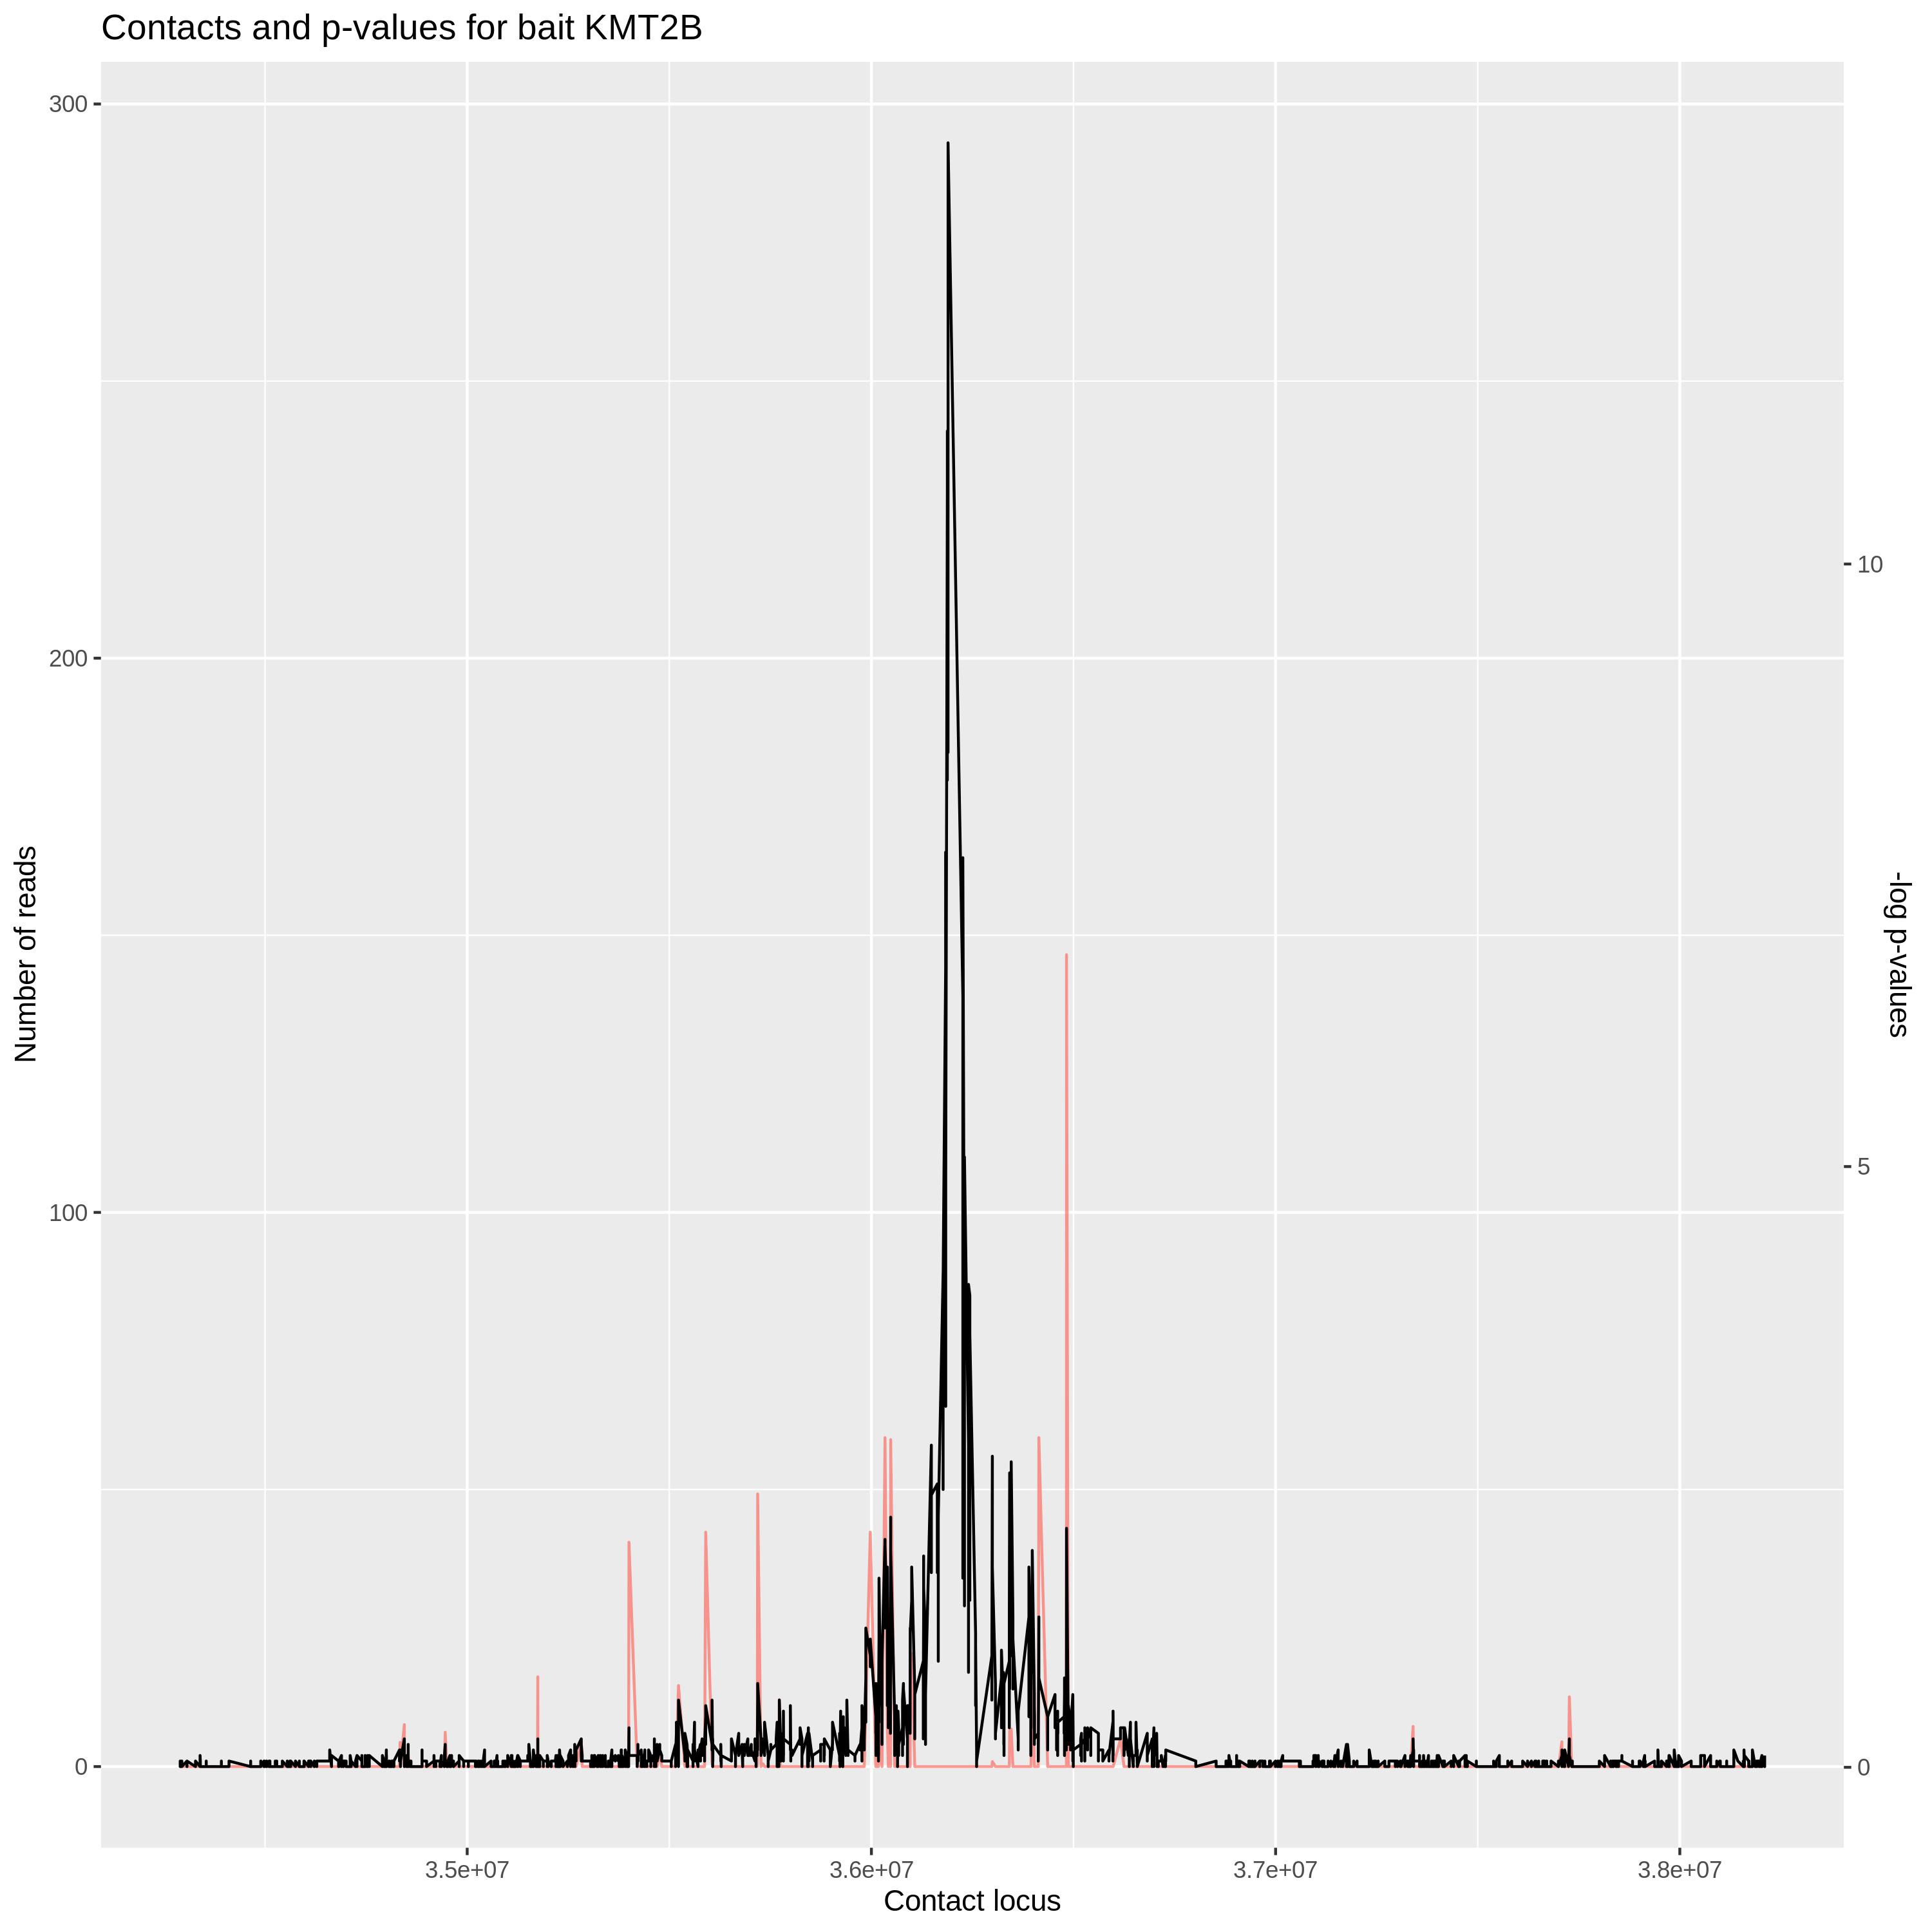 Contacts and p-values for bait KMT2B
300
200
100
0
Number of reads
10
5
0
-log p-values
3.5e+07
3.6e+07
3.7e+07
3.8e+07
Contact locus